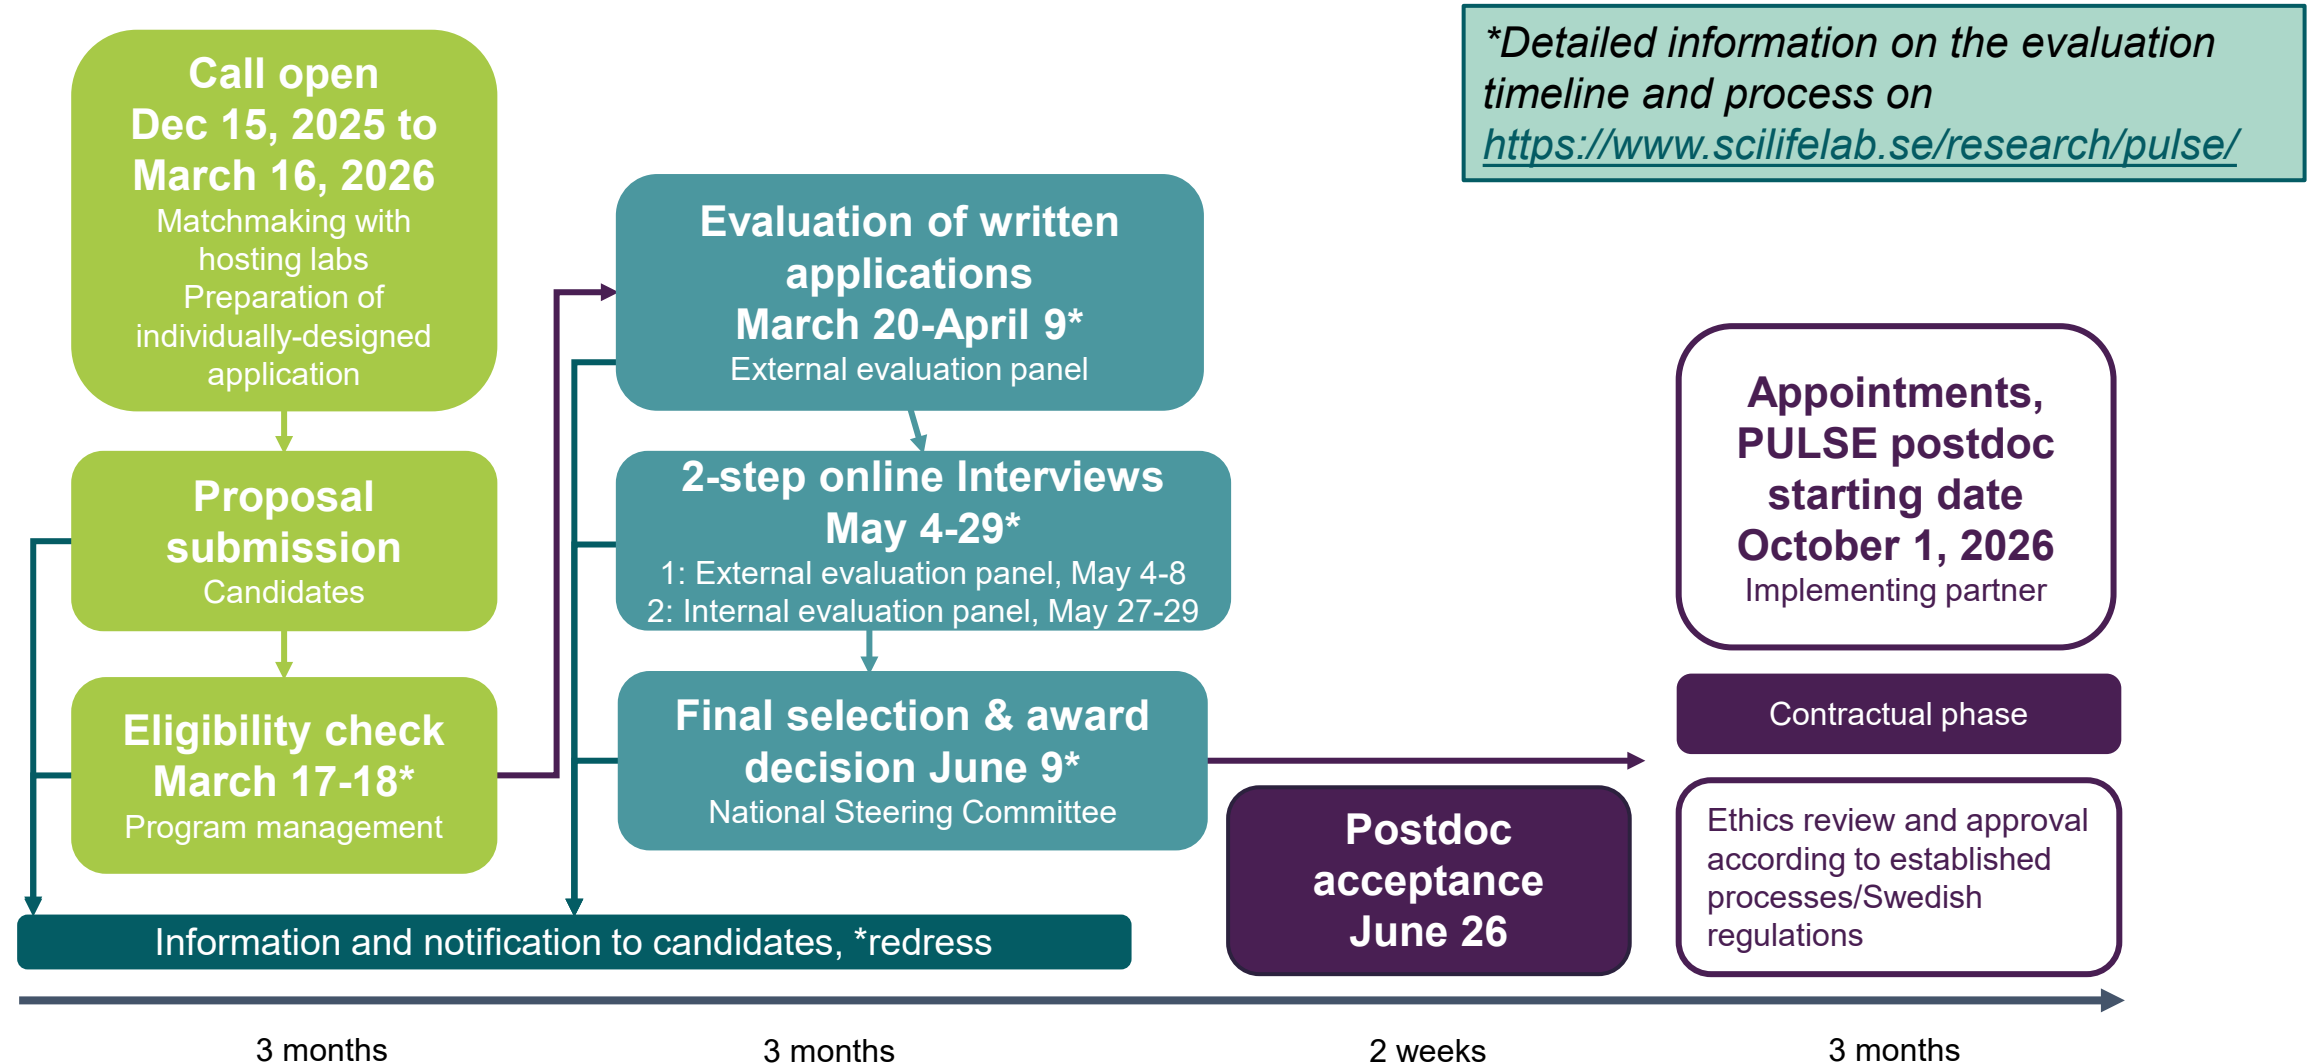 Call open
Dec 15, 2025 to
March 16, 2026
Matchmaking with
hosting labs
Preparation of
individually-designed
application
Proposal
submission
Candidates
Eligibility check
March 17-18*
Program management
Evaluation of written
applications
March 20-April 9*
External evaluation panel
2-step online Interviews
May 4-29*
1: External evaluation panel, May 4-8
2: Internal evaluation panel, May 27-29
Final selection & award
decision June 9*
National Steering Committee
Information and notification to candidates, *redress
*Detailed information on the evaluation
timeline and process on
https://www.scilifelab.se/research/pulse/
Postdoc
acceptance
June 26
Appointments,
PULSE postdoc
starting date
October 1, 2026
Implementing partner
Contractual phase
Ethics review and approval
according to established
processes/Swedish
regulations
3 months
3 months
2 weeks
3 months